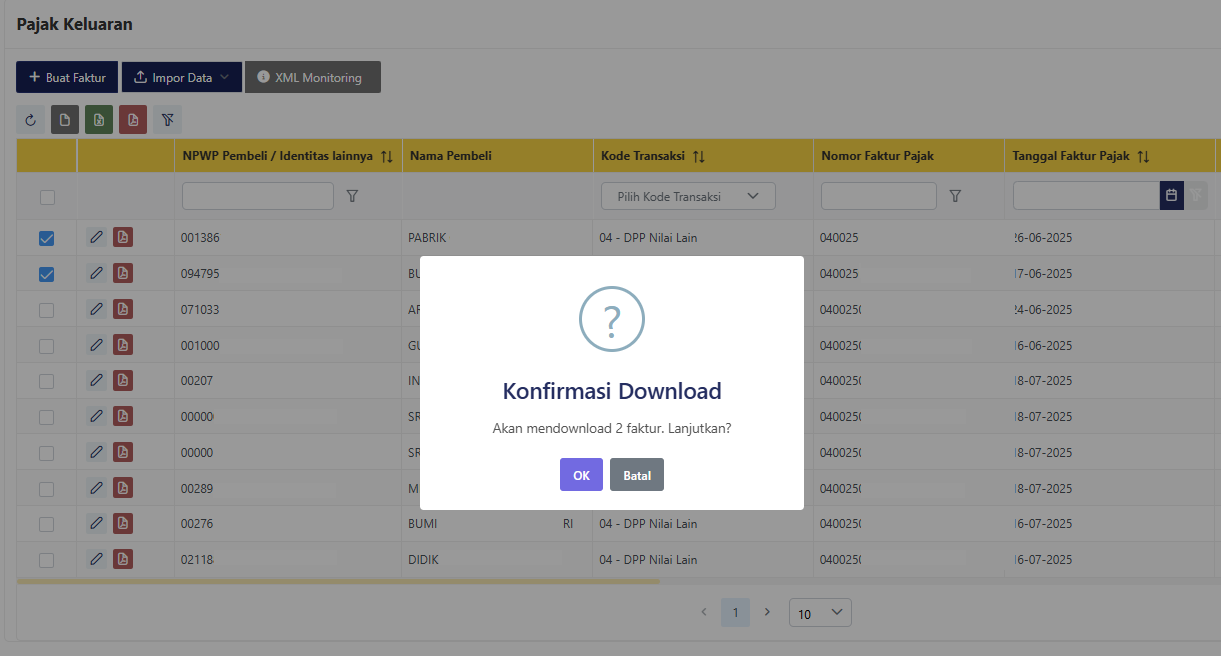 Pajak Keluaran
+ Buat Faktur Impor Data XML Monitoring
NPWP Pembeli / Identitas lainnya Nama Pembeli Kode Transaksi Nomor Faktur Pajak Tanggal Faktur Pajak
Pilih Kode Transaksi
001386 PABRIK 04 - DPP Nilai Lain 040025 26-06-2025
094795 BU 040025 17-06-2025
071033 040025 24-06-2025
001000 040025 16-06-2025
00207 IN 040025 18-07-2025
00000 SR 040025 18-07-2025
00000 SR 040025 18-07-2025
00289 040025 18-07-2025
00276 BUMI RI 04 - DPP Nilai Lain 040025 16-07-2025
02118 DIDIK 04 - DPP Nilai Lain 040025 16-07-2025
?
Konfirmasi Download
Akan mendownload 2 faktur. Lanjutkan?
OK Batal
1 10